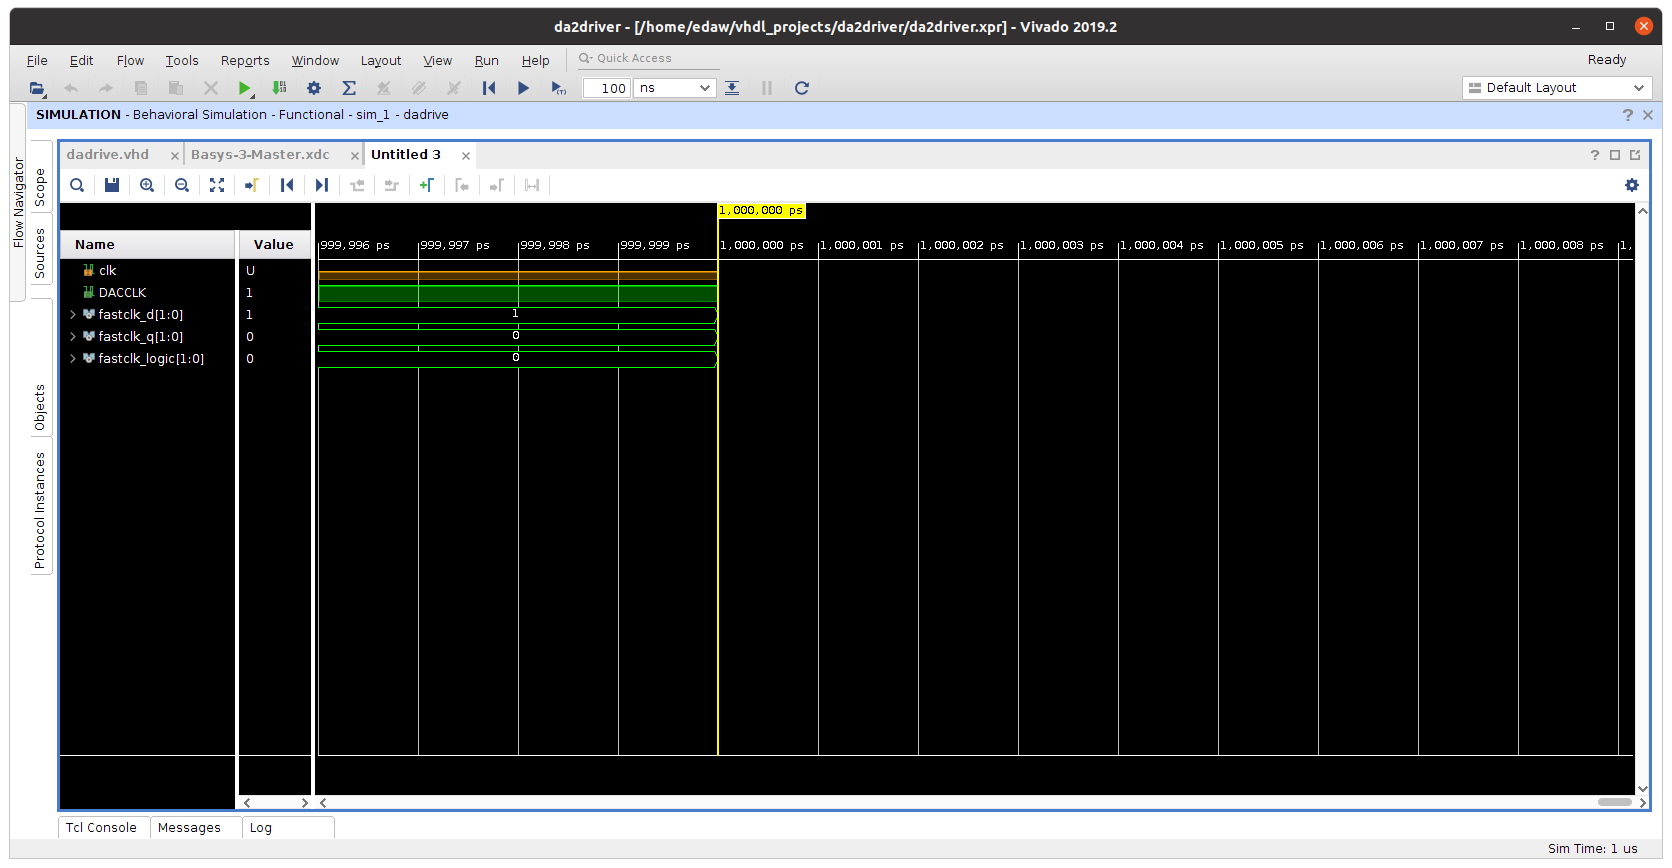 da2driver - [/home/edaw/vhdl_projects/da2driver/da2driver.xpr] - Vivado 2019.2
File Edit Flow Tools Reports Window Layout View Run Help Quick Access Ready
100 ns Default Layout
SIMULATION - Behavioral Simulation - Functional - sim_1 - dadrive
Flow Navigator
Scope
Sources
Objects
Protocol Instances
dadrive.vhd Basys-3-Master.xdc Untitled 3
1,000,000 ps
Name Value 999,996 ps 999,997 ps 999,998 ps 999,999 ps 1,000,000 ps 1,000,001 ps 1,000,002 ps 1,000,003 ps 1,000,004 ps 1,000,005 ps 1,000,006 ps 1,000,007 ps 1,000,008 ps 1,
clk U
DACCLK 1
fastclk_d[1:0] 1 1
fastclk_q[1:0] 0 0
fastclk_logic[1:0] 0 0
Tcl Console Messages Log
Sim Time: 1 us